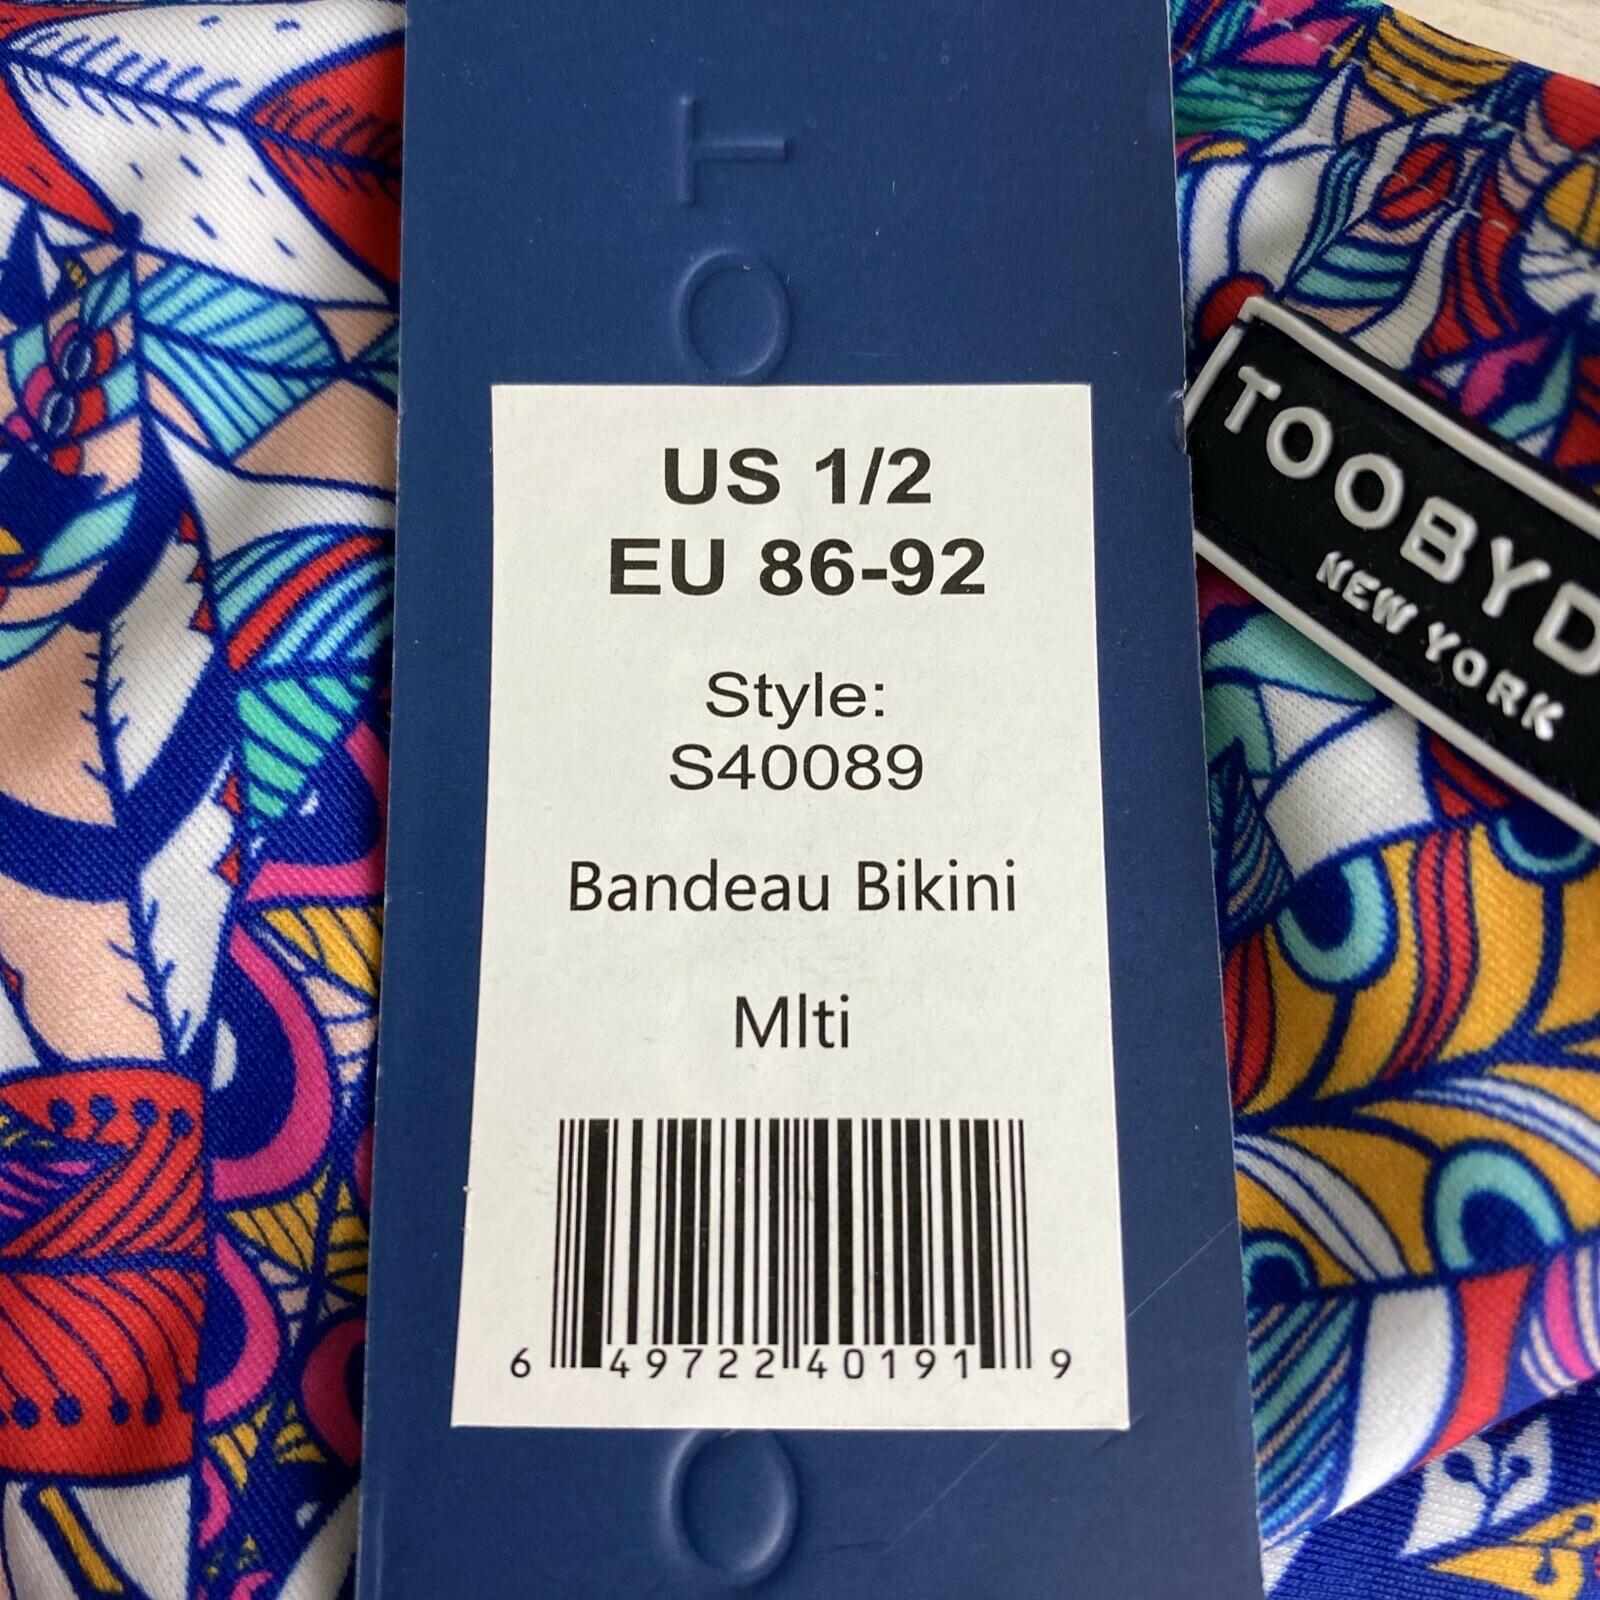 T
O
US 1/2
EU 86-92
Style:
S40089
Bandeau Bikini
Mlti
6 49722 40191 9
O
TOOBYD
NEW YORK